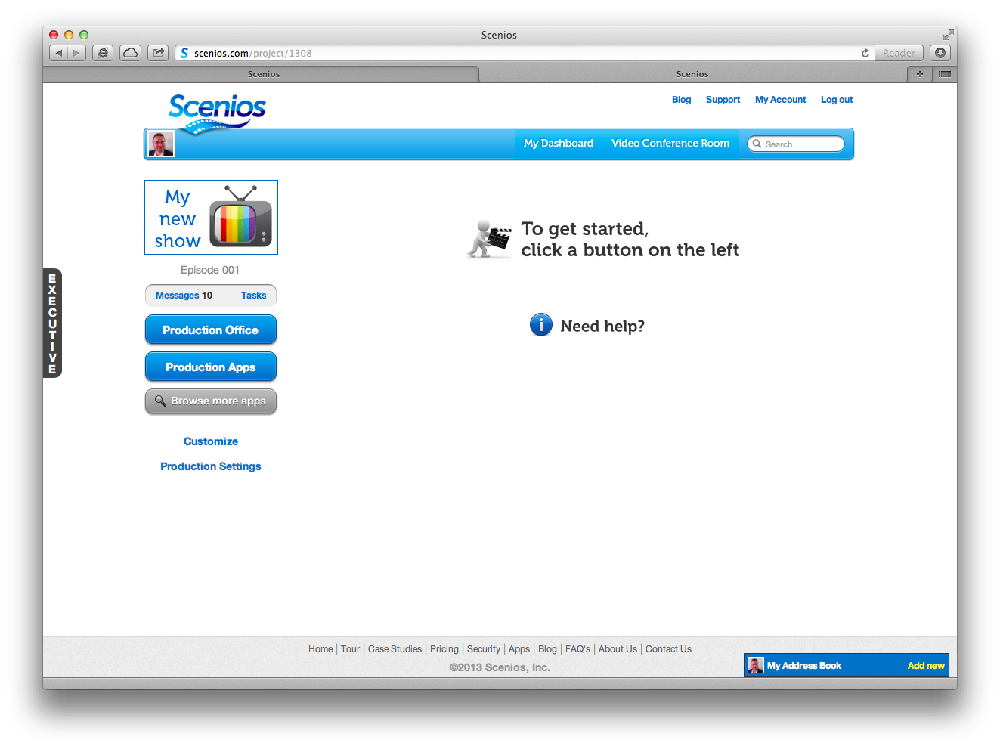 Scenios
scenios.com/project/1308
Reader
Scenios
Scenios
Scenios
Blog Support My Account Log out
My Dashboard Video Conference Room Search
My
new
show
Episode 001
Messages 10 Tasks
Production Office
Production Apps
Browse more apps
Customize
Production Settings
EXECUTIVE
To get started,
click a button on the left
i Need help?
Home | Tour | Case Studies | Pricing | Security | Apps | Blog | FAQ's | About Us | Contact Us
©2013 Scenios, Inc.
My Address Book Add new